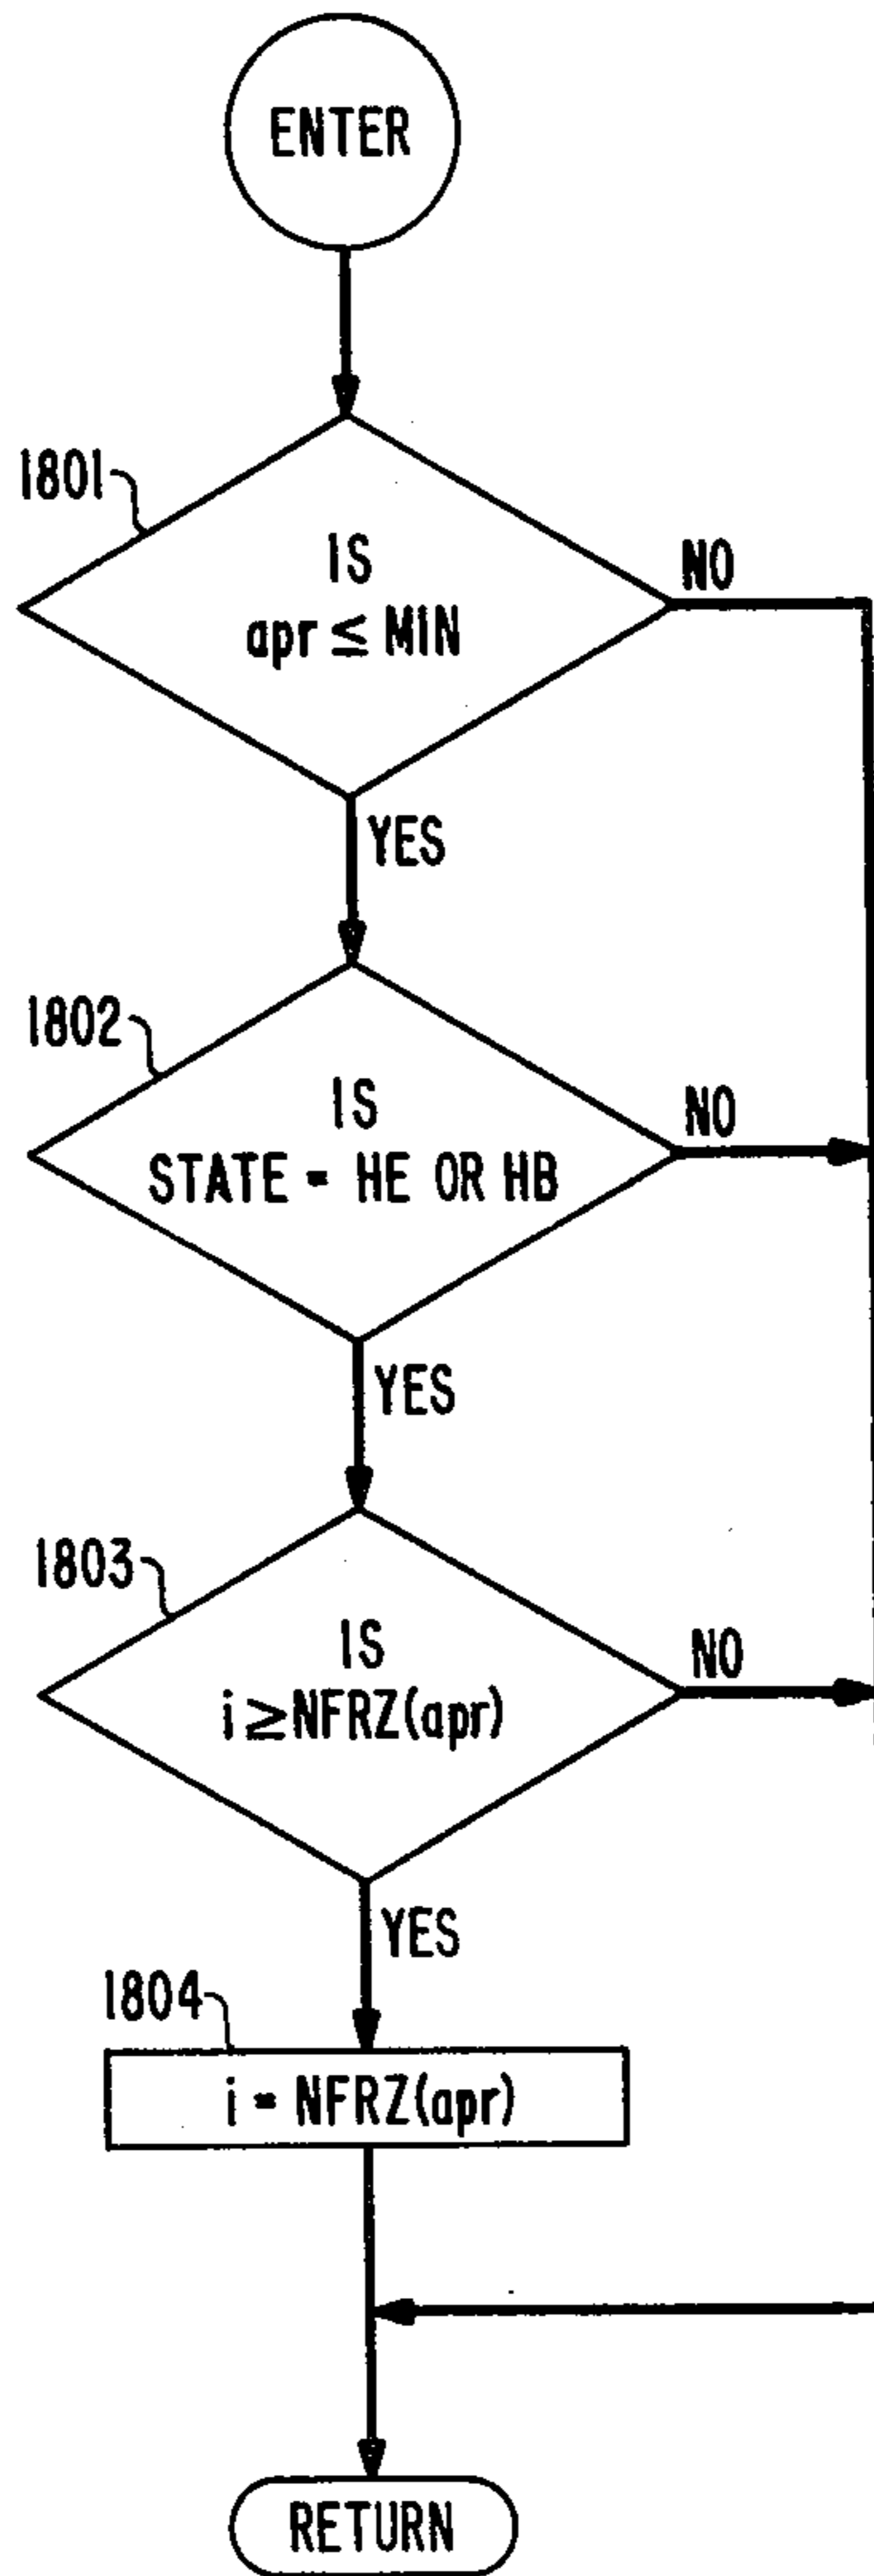 ENTER
1801
IS
apr ≤ MIN
NO
YES
1802
IS
STATE = HE OR HB
NO
YES
1803
IS
i ≥ NFRZ(apr)
NO
YES
1804
i = NFRZ(apr)
RETURN